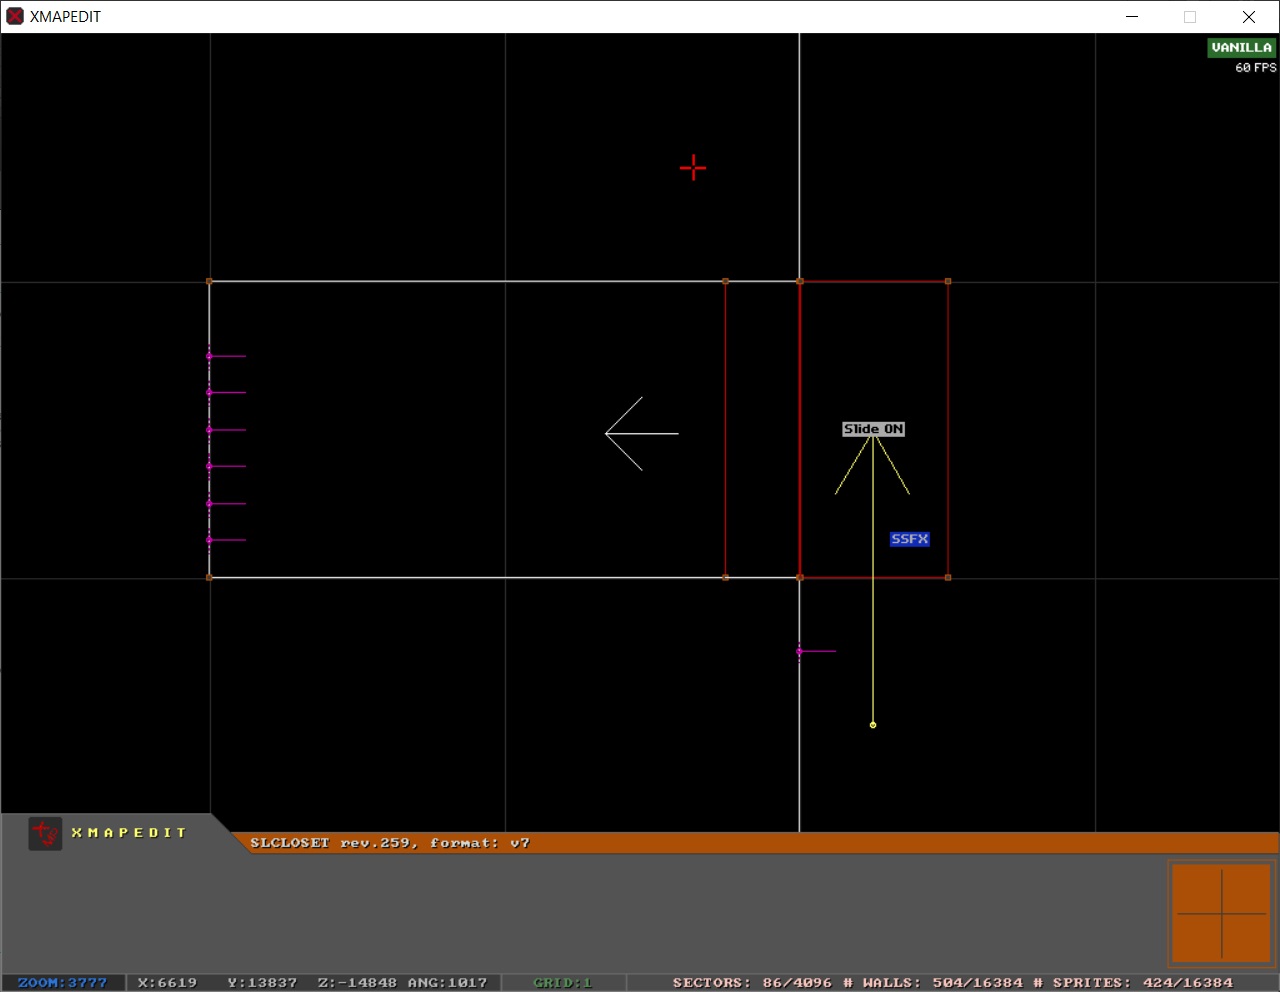 XMAPEDIT
VANILLA
60 FPS
Slide ON
SSFX
XMAPEDIT
SLCLOSET rev.259, format: v7
ZOOM:3777 X:6619 Y:13837 Z:-14848 ANG:1017 GRID:1 SECTORS: 86/4096 # WALLS: 504/16384 # SPRITES: 424/16384